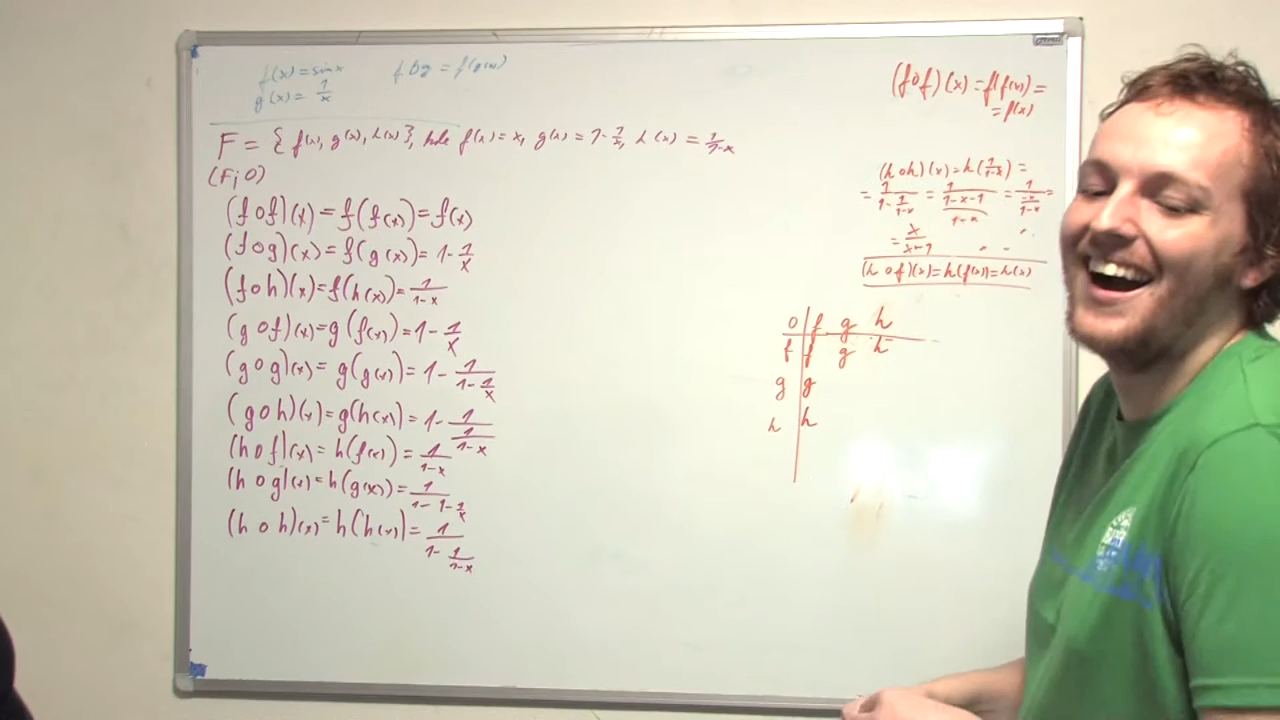 f(x) = sin x
g(x) = 1/x
f o g = f(g(x))
F = { f(x), g(x), h(x) }, kde f(x) = x, g(x) = 1 - 1/x, h(x) = 1/(1-x)
(F; o)
(f o f)(x) = f(f(x)) = f(x)
(f o g)(x) = f(g(x)) = 1 - 1/x
(f o h)(x) = f(h(x)) = 1/(1-x)
(g o f)(x) = g(f(x)) = 1 - 1/x
(g o g)(x) = g(g(x)) = 1 - 1/(1 - 1/x)
(g o h)(x) = g(h(x)) = 1 - 1/(1/(1-x))
(h o f)(x) = h(f(x)) = 1/(1-x)
(h o g)(x) = h(g(x)) = 1/(1 - 1 - 1/x)
(h o h)(x) = h(h(x)) = 1/(1 - 1/(1-x))
(f o f)(x) = f(f(x)) =
= f(x)
(h o h)(x) = h(1/(1-x)) =
= 1/(1 - 1/(1-x)) = 1/((1-x-1)/(1-x)) = 1/(-x/(1-x)) =
= x/(x-1)
(h o f)(x) = h(f(x)) = h(x)
o f g h
f f g h
g g
h h